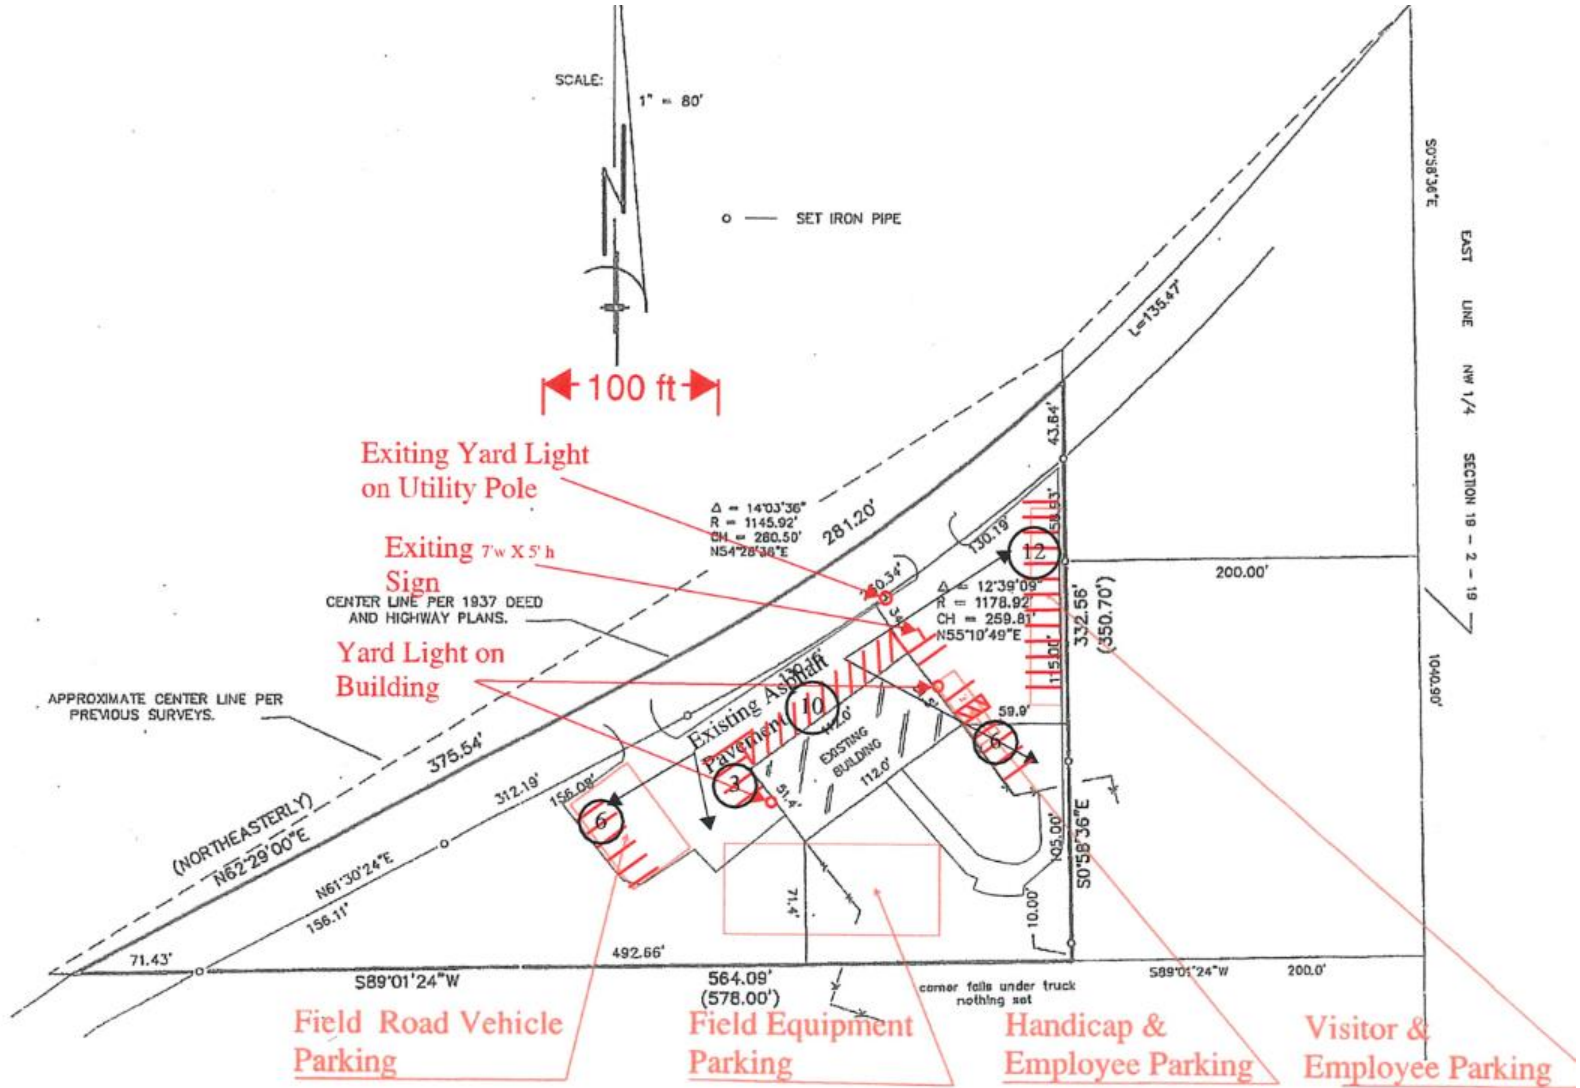 SCALE:
1" = 80'
SET IRON PIPE
S0°58'36"E
EAST LINE NW 1/4 SECTION 19 - 2 - 19
L=135.47'
100 ft
43.64'
Exiting Yard Light
on Utility Pole
Δ = 14°03'36"
R = 1145.92'
CH = 280.50'
N54°28'36"E
281.20'
130.19'
12
200.00'
Exiting 7'w X 5' h
Sign
Δ = 12°39'09"
R = 1178.92'
CH = 259.81'
N55°10'49"E
332.56'
(350.70')
115.00'
CENTER LINE PER 1937 DEED
AND HIGHWAY PLANS.
Yard Light on
Building
1040.90'
APPROXIMATE CENTER LINE PER
PREVIOUS SURVEYS.
Existing Asphalt
Pavement
10
112.0'
59.9'
6
EXISTING
BUILDING
112.0'
375.54'
3
51.4'
312.19'
156.08'
6
(NORTHEASTERLY)
N62°29'00"E
N61°30'24"E
156.11'
105.00'
S0°58'36"E
71.4'
10.00'
71.43'
492.66'
S89°01'24"W
564.09'
(578.00')
corner falls under truck
nothing set
S89°01'24"W
200.0'
Field Road Vehicle
Parking
Field Equipment
Parking
Handicap &
Employee Parking
Visitor &
Employee Parking